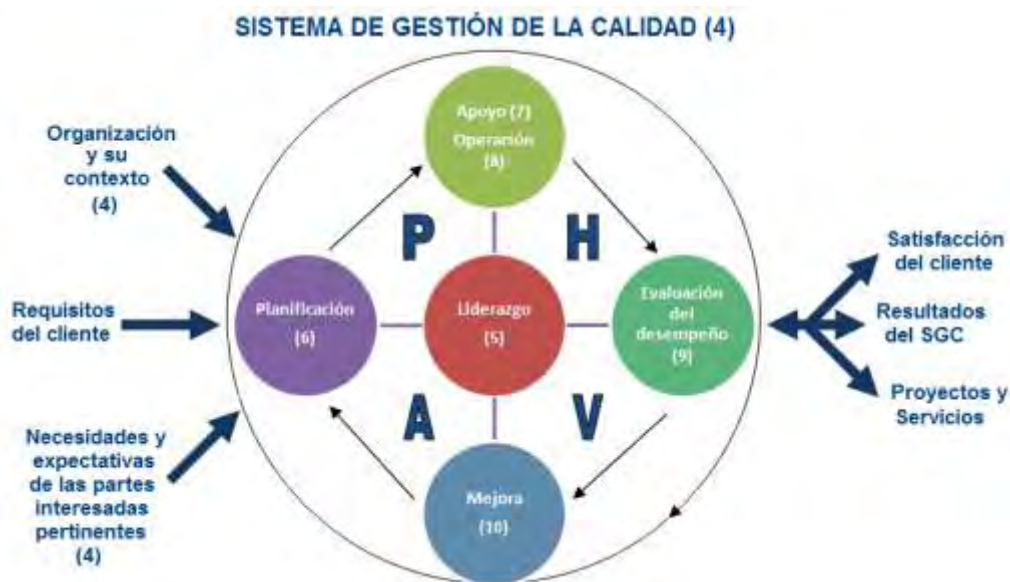 SISTEMA DE GESTIÓN DE LA CALIDAD (4)
Organización
y su
contexto
(4)
Requisitos
del cliente
Necesidades y
expectativas
de las partes
interesadas
pertinentes
(4)
Apoyo (7)
Operación
(8)
P
H
Planificación
(6)
Liderazgo
(5)
Evaluación
del
desempeño
(9)
A
V
Mejora
(10)
Satisfacción
del cliente
Resultados
del SGC
Proyectos y
Servicios